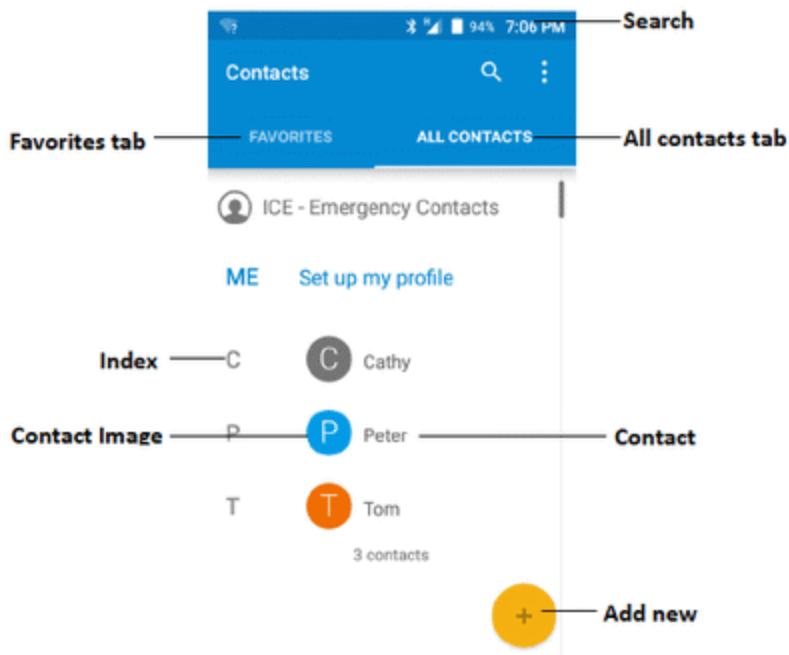 94% 7:06 PM Search
Contacts
Favorites tab FAVORITES ALL CONTACTS All contacts tab
ICE - Emergency Contacts
ME Set up my profile
Index C C Cathy
Contact Image P P Peter Contact
T T Tom
3 contacts
+ Add new